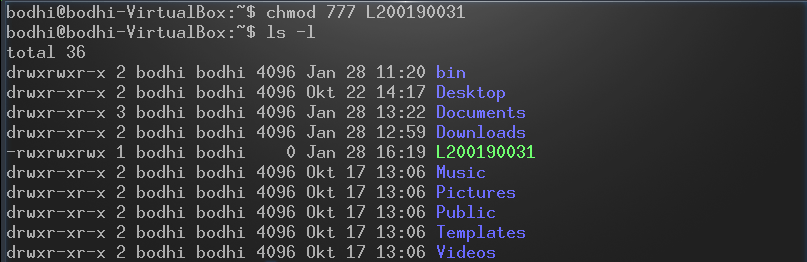 bodhi@bodhi-VirtualBox:~$ chmod 777 L200190031
bodhi@bodhi-VirtualBox:~$ ls -l
total 36
drwxrwxr-x 2 bodhi bodhi 4096 Jan 28 11:20 bin
drwxr-xr-x 2 bodhi bodhi 4096 Okt 22 14:17 Desktop
drwxr-xr-x 3 bodhi bodhi 4096 Jan 28 13:22 Documents
drwxr-xr-x 2 bodhi bodhi 4096 Jan 28 12:59 Downloads
-rwxrwxrwx 1 bodhi bodhi    0 Jan 28 16:19 L200190031
drwxr-xr-x 2 bodhi bodhi 4096 Okt 17 13:06 Music
drwxr-xr-x 2 bodhi bodhi 4096 Okt 17 13:06 Pictures
drwxr-xr-x 2 bodhi bodhi 4096 Okt 17 13:06 Public
drwxr-xr-x 2 bodhi bodhi 4096 Okt 17 13:06 Templates
drwxr-xr-x 2 bodhi bodhi 4096 Okt 17 13:06 Videos